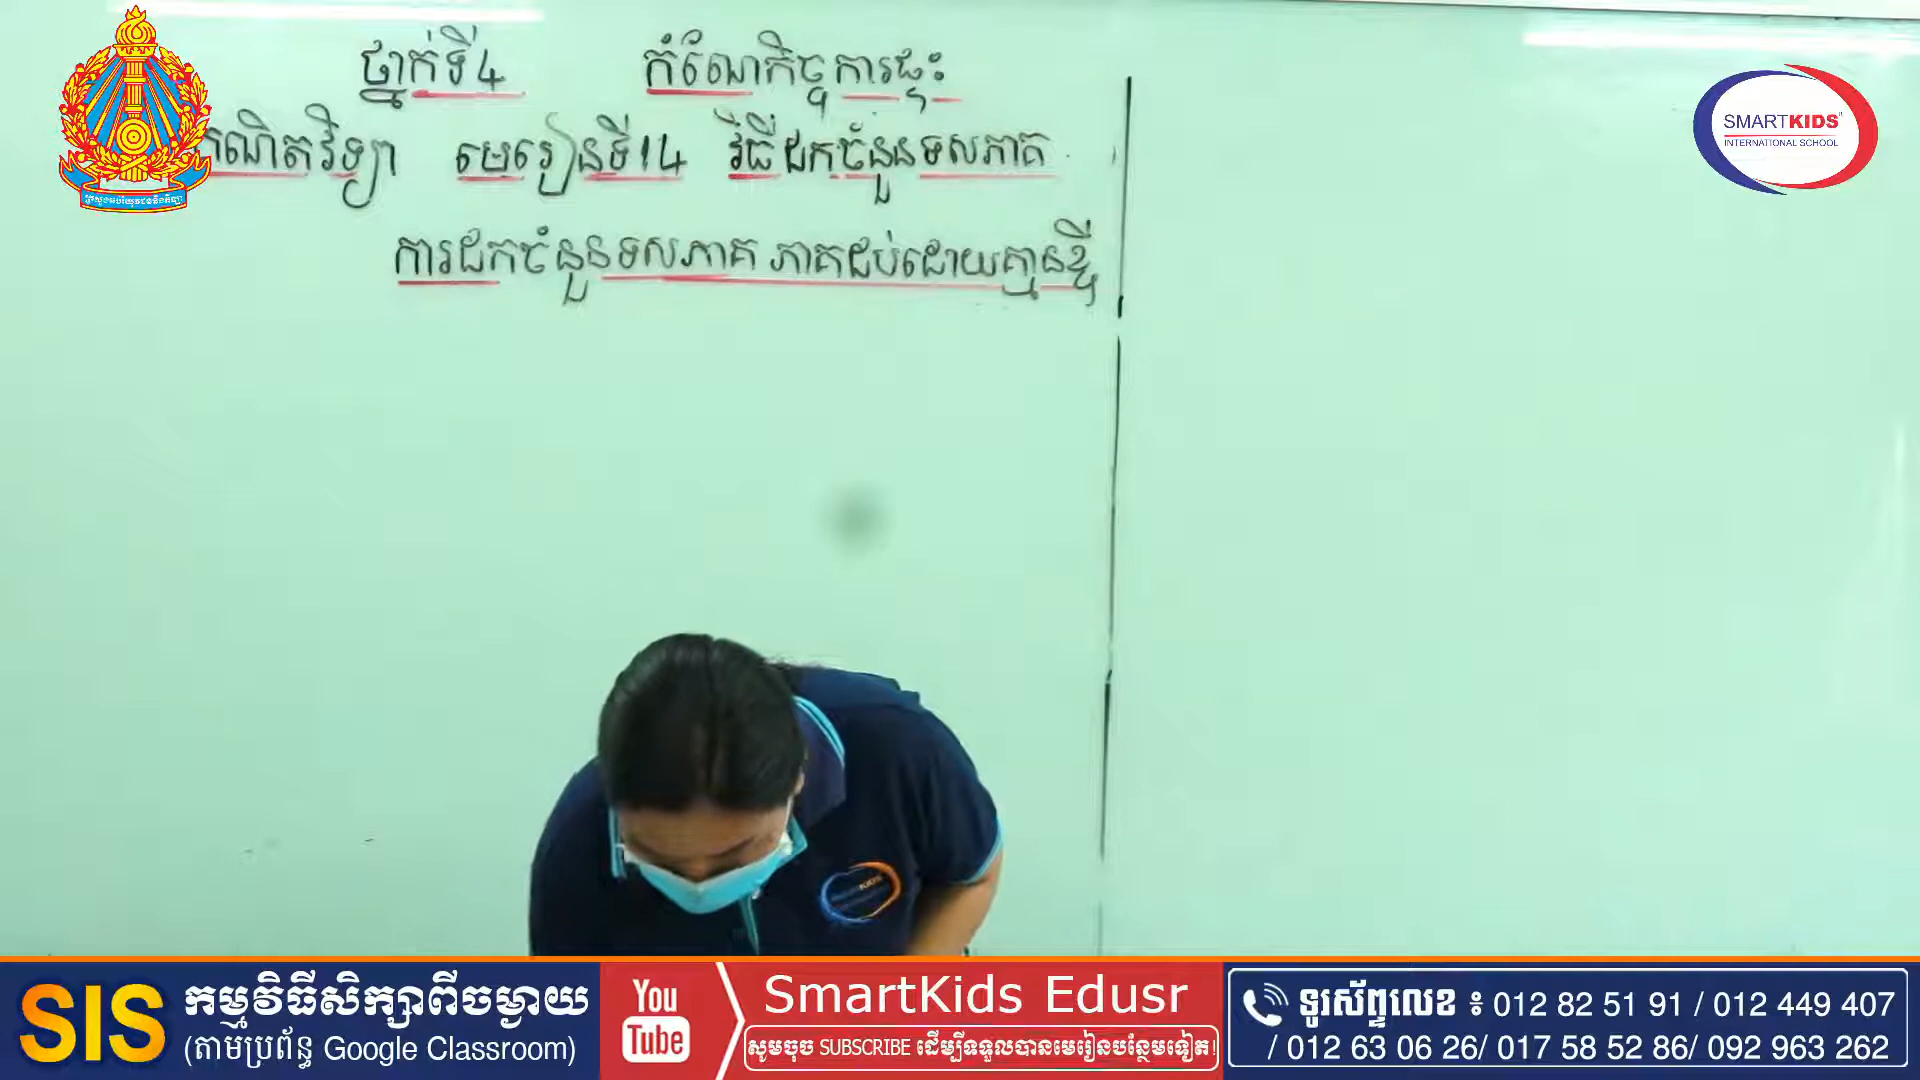 ថ្នាក់ទី4 កំណែកិច្ចការផ្ទះ
គណិតវិទ្យា មេរៀនទី14 វិធីដកចំនួនទសភាគ
ការដកចំនួនទសភាគ ភាគដប់ដោយគ្មានខ្ចី
SMARTKIDS
INTERNATIONAL SCHOOL
SIS កម្មវិធីសិក្សាពីចម្ងាយ
(តាមប្រព័ន្ធ Google Classroom)
You
Tube
SmartKids Edusr
សូមចុច SUBSCRIBE ដើម្បីទទួលបានមេរៀនបន្ថែមទៀត!
ទូរស័ព្ទលេខ ៖ 012 82 51 91 / 012 449 407
/ 012 63 06 26/ 017 58 52 86/ 092 963 262